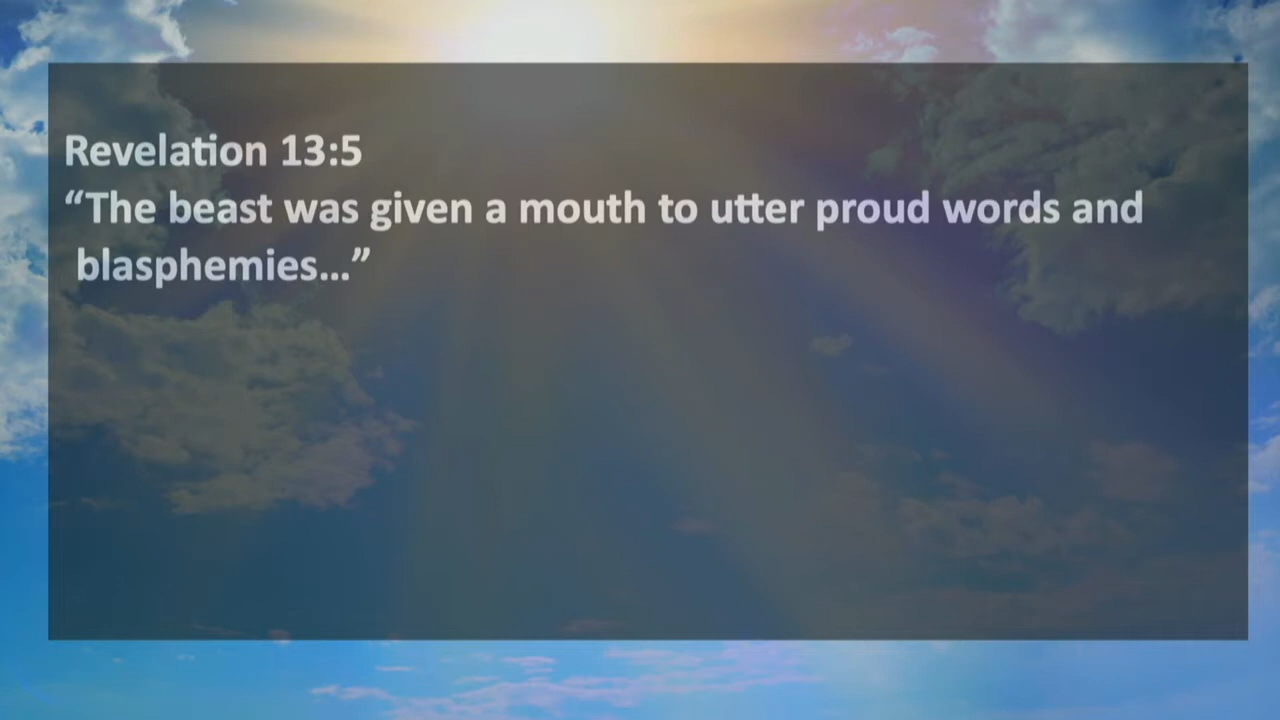 Revelation 13:5
“The beast was given a mouth to utter proud words and
blasphemies...”